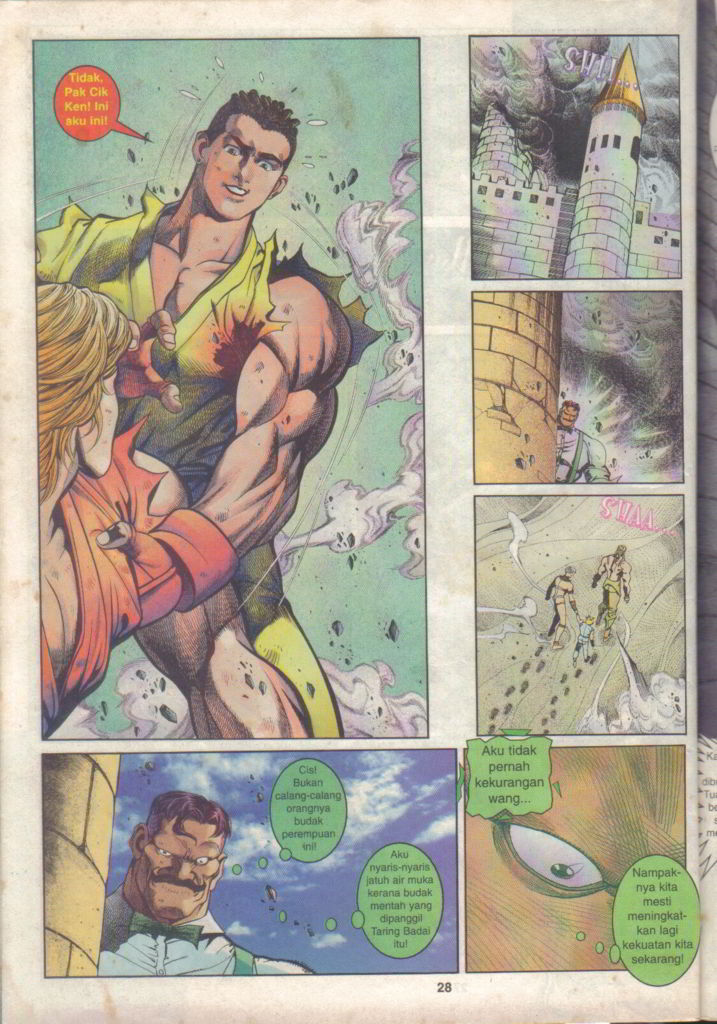 Tidak,
Pak Cik
Ken! Ini
aku ini!
SHII...
SHAA...
Cis!
Bukan
calang-calang
orangnya
budak
perempuan
ini!
Aku
nyaris-nyaris
jatuh air muka
kerana budak
mentah yang
dipanggil
Taring Badai
itu!
Aku tidak
pernah
kekurangan
wang...
Nampak-
nya kita
mesti
meningkat-
kan lagi
kekuatan kita
sekarang!
28